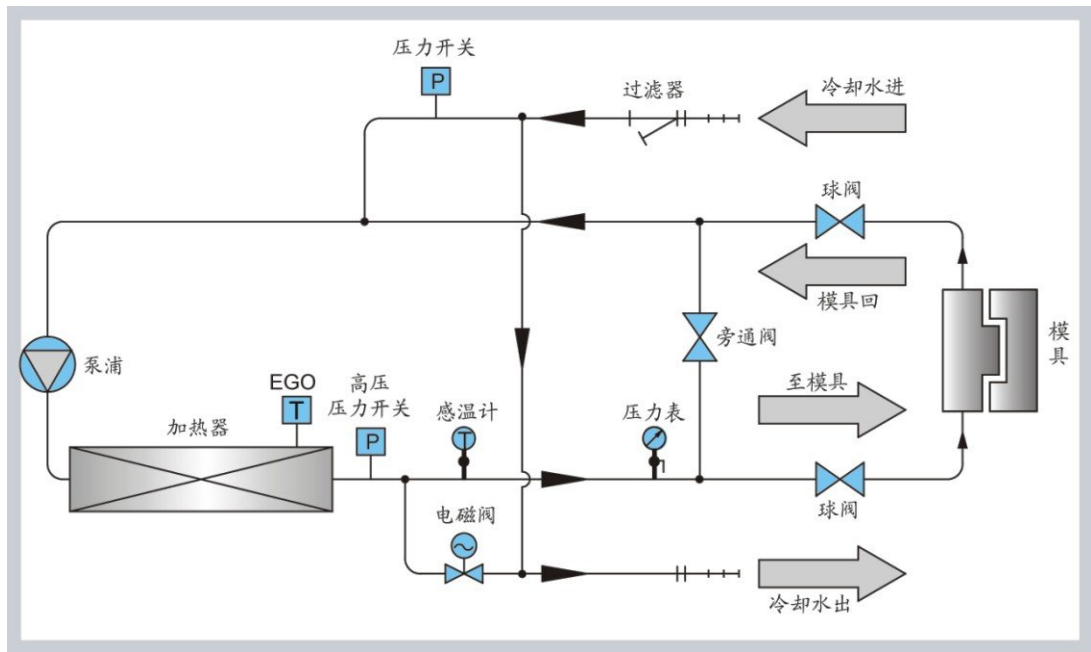 压力开关
P
过滤器
冷却水进
球阀
模具回
旁通阀
模具
泵浦
EGO
T
高压
压力开关
P
加热器
感温计
T
压力表
至模具
球阀
电磁阀
冷却水出